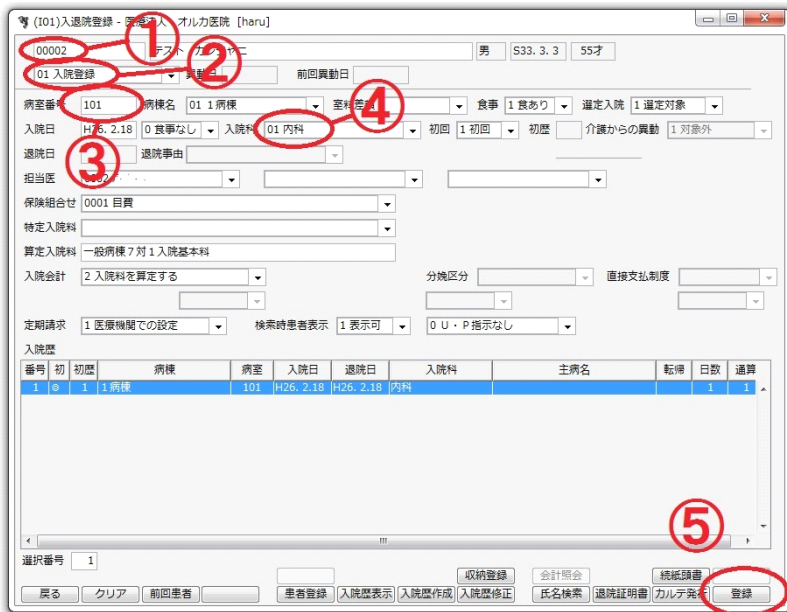 (I01)入退院登録 - 医療法人 オルカ医院 [haru]
① 00002 テスト 男 S33. 3. 3 55才
01 入院登録 ② 異動日 前回異動日
病室番号 101 病棟名 01 1病棟 室料差額 食事 1 食あり 選定入院 1 選定対象
入院日 H26. 2.18 0 食事なし 入院科 01 内科 ④ 初回 1 初回 初歴 介護からの異動 1 対象外
退院日 ③ 退院事由
担当医
保険組合せ 0001 自費
特定入院料
算定入院料 一般病棟7対1入院基本料
入院会計 2 入院料を算定する 分娩区分 直接支払制度
定期請求 1 医療機関での設定 検索時患者表示 1 表示可 0 U・P指示なし
入院歴
番号 初 初歴 病棟 病室 入院日 退院日 入院科 主病名 転帰 日数 通算
1 ◎ 1 1病棟 101 H26. 2.18 H26. 2.18 内科 1 1
⑤
選択番号 1
収納登録 会計照会 続紙頭書
戻る クリア 前回患者 患者登録 入院歴表示 入院歴作成 入院歴修正 氏名検索 退院証明書 カルテ発行 登録